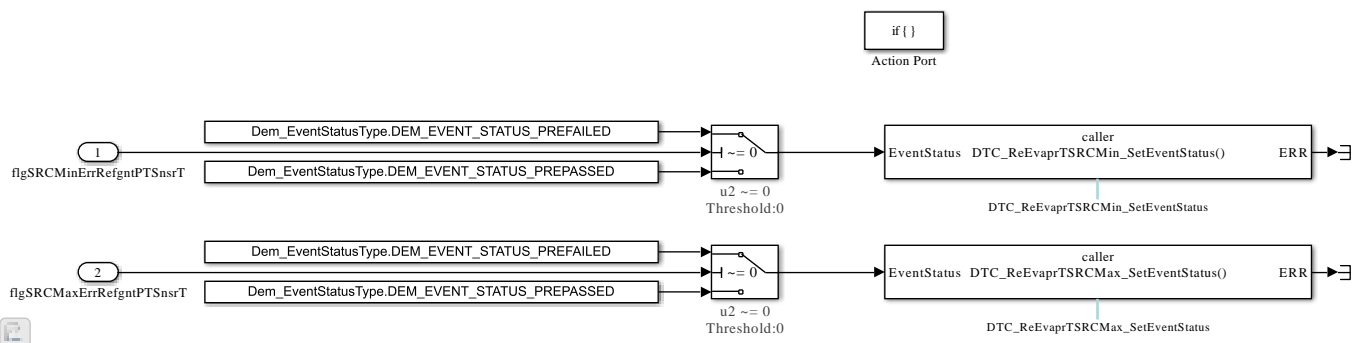 if { }
Action Port
Dem_EventStatusType.DEM_EVENT_STATUS_PREFAILED
1
flgSRCMinErrRefgntPTSnsrT
Dem_EventStatusType.DEM_EVENT_STATUS_PREPASSED
~= 0
u2 ~= 0
Threshold:0
caller
EventStatus DTC_ReEvaprTSRCMin_SetEventStatus() ERR
DTC_ReEvaprTSRCMin_SetEventStatus
Dem_EventStatusType.DEM_EVENT_STATUS_PREFAILED
2
flgSRCMaxErrRefgntPTSnsrT
Dem_EventStatusType.DEM_EVENT_STATUS_PREPASSED
~= 0
u2 ~= 0
Threshold:0
caller
EventStatus DTC_ReEvaprTSRCMax_SetEventStatus() ERR
DTC_ReEvaprTSRCMax_SetEventStatus